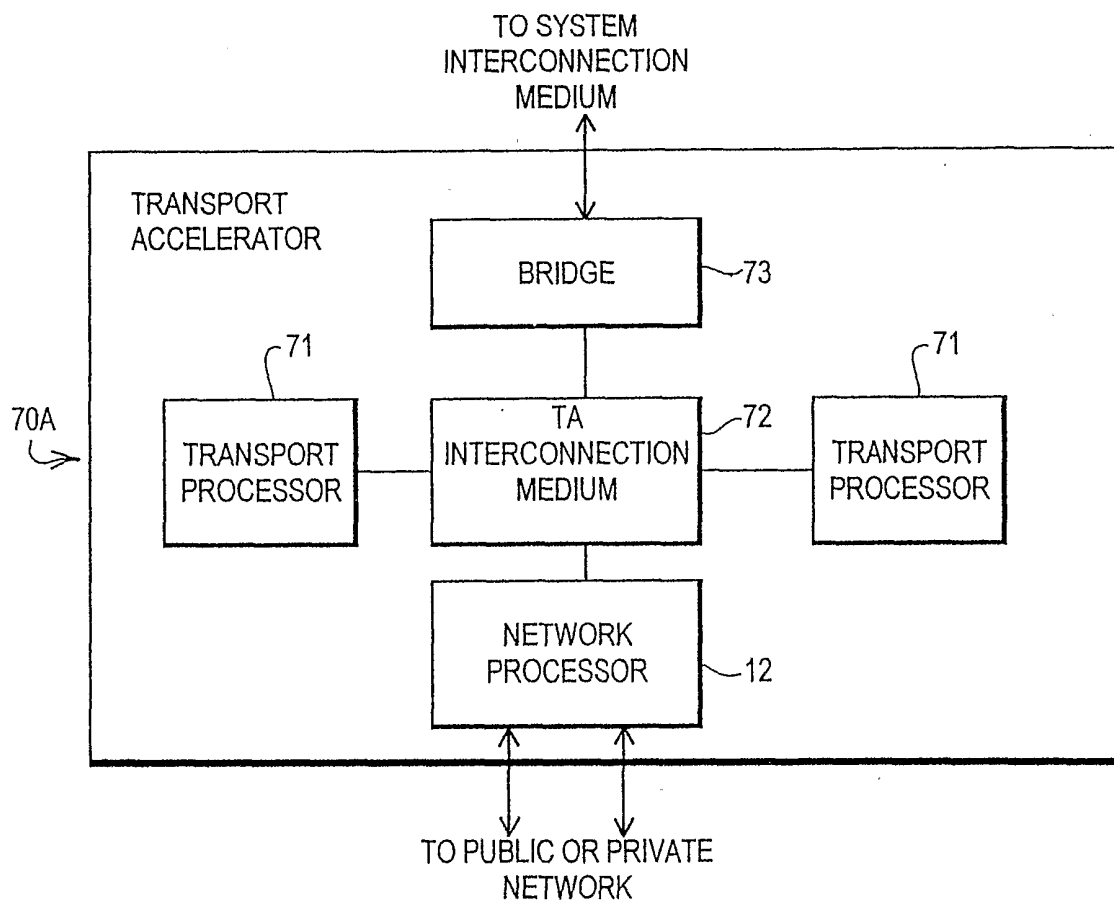 TO SYSTEM
INTERCONNECTION
MEDIUM
TRANSPORT
ACCELERATOR
BRIDGE
73
71
71
70A
TRANSPORT
PROCESSOR
TA
INTERCONNECTION
MEDIUM
72
TRANSPORT
PROCESSOR
NETWORK
PROCESSOR
12
TO PUBLIC OR PRIVATE
NETWORK